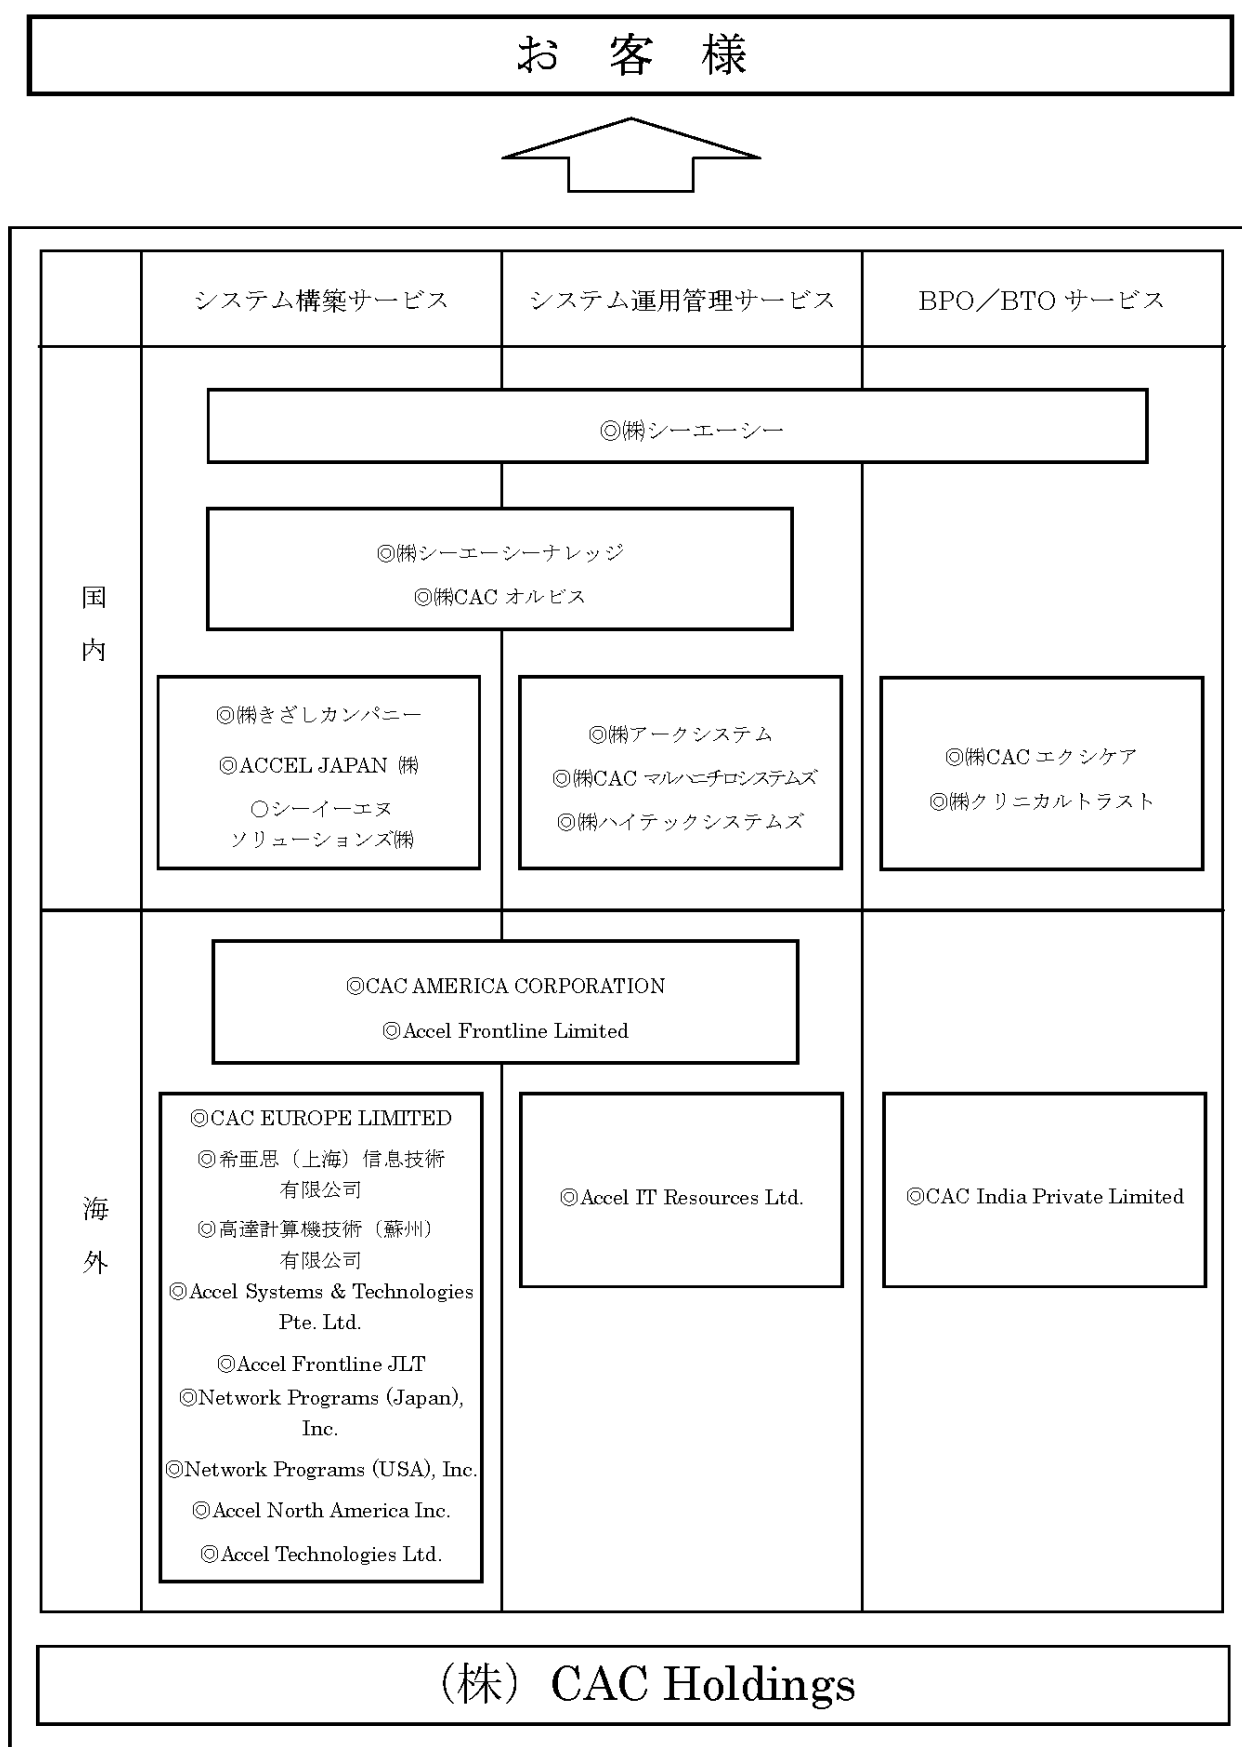 お 客 様
システム構築サービス
システム運用管理サービス
BPO／BTO サービス
国
内
◎㈱シーエーシー
◎㈱シーエーシーナレッジ
◎㈱CAC オルビス
◎㈱きざしカンパニー
◎ACCEL JAPAN ㈱
○シーイーエヌ
ソリューションズ㈱
◎㈱アークシステム
◎㈱CAC マルハニチロシステムズ
◎㈱ハイテックシステムズ
◎㈱CAC エクシケア
◎㈱クリニカルトラスト
海
外
◎CAC AMERICA CORPORATION
◎Accel Frontline Limited
◎CAC EUROPE LIMITED
◎希亜思（上海）信息技術
有限公司
◎高達計算機技術（蘇州）
有限公司
◎Accel Systems & Technologies
Pte. Ltd.
◎Accel Frontline JLT
◎Network Programs (Japan),
Inc.
◎Network Programs (USA), Inc.
◎Accel North America Inc.
◎Accel Technologies Ltd.
◎Accel IT Resources Ltd.
◎CAC India Private Limited
（株）CAC Holdings